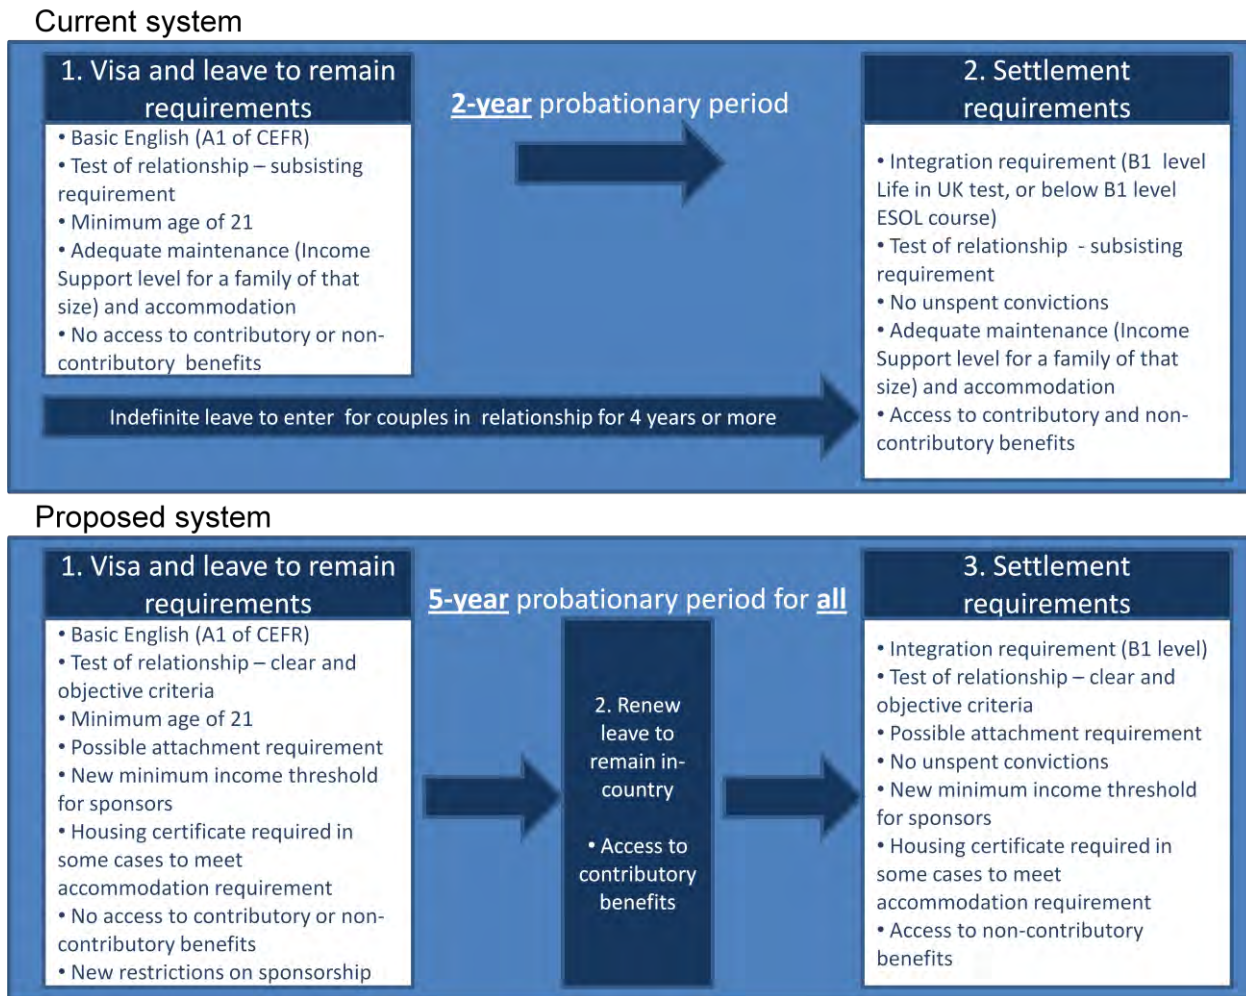 Current system
1. Visa and leave to remain
requirements
• Basic English (A1 of CEFR)
• Test of relationship – subsisting
requirement
• Minimum age of 21
• Adequate maintenance (Income
Support level for a family of that
size) and accommodation
• No access to contributory or non-
contributory benefits
2-year probationary period
Indefinite leave to enter for couples in relationship for 4 years or more
2. Settlement
requirements
• Integration requirement (B1 level
Life in UK test, or below B1 level
ESOL course)
• Test of relationship - subsisting
requirement
• No unspent convictions
• Adequate maintenance (Income
Support level for a family of that
size) and accommodation
• Access to contributory and non-
contributory benefits
Proposed system
1. Visa and leave to remain
requirements
• Basic English (A1 of CEFR)
• Test of relationship – clear and
objective criteria
• Minimum age of 21
• Possible attachment requirement
• New minimum income threshold
for sponsors
• Housing certificate required in
some cases to meet
accommodation requirement
• No access to contributory or non-
contributory benefits
• New restrictions on sponsorship
5-year probationary period for all
2. Renew
leave to
remain in-
country
• Access to
contributory
benefits
3. Settlement
requirements
• Integration requirement (B1 level)
• Test of relationship – clear and
objective criteria
• Possible attachment requirement
• No unspent convictions
• New minimum income threshold
for sponsors
• Housing certificate required in
some cases to meet
accommodation requirement
• Access to non-contributory
benefits